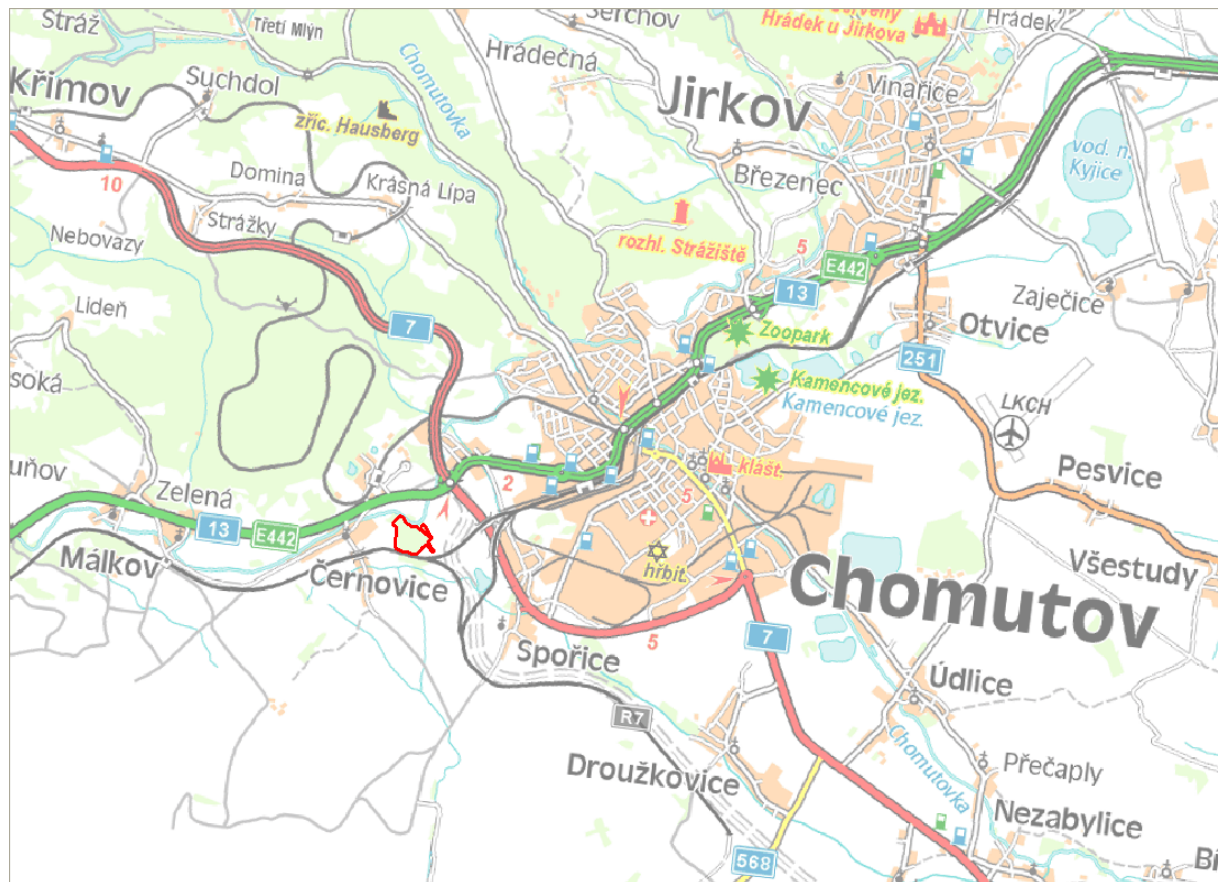 Stráž
Třetí Mlýn
Chomutovka
Hrádečná
Hrádek u Jirkova
Hrádek
Křimov
Suchdol
zříc. Hausberg
Jirkov
Vinařice
vod. n.
Kyjice
10
Domina
Krásná Lípa
Březenec
Strážky
Nebovazy
rozhl. Strážiště
5
E442
13
Zaječice
Lideň
7
Zoopark
Otvice
251
Kamencové jez.
Kamencové jez.
LKCH
soká
Pesvice
uňov
Zelená
2
klášt.
5
13
E442
Málkov
Černovice
hřbit.
Všestudy
Chomutov
7
5
Spořice
Údlice
R7
Droužkovice
Chomutovka
Přečaply
Nezabylice
568
Bí